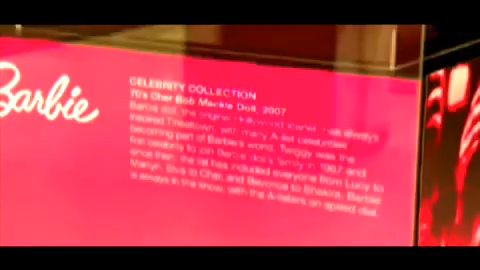 Barbie
CELEBRITY COLLECTION
70's Cher Bob Mackie Doll, 2007
Barbie doll, the original Hollywood starlet, has always
inspired Tinseltown, with many A-list celebrities
becoming part of Barbie's world. Twiggy was the
first celebrity to join Barbie doll's family in 1967 and
since then, the list has included everyone from Lucy to
Marilyn, Elvis to Cher, and Beyonce to Shakira. Barbie
is always in the know, with the A-listers on speed dial.